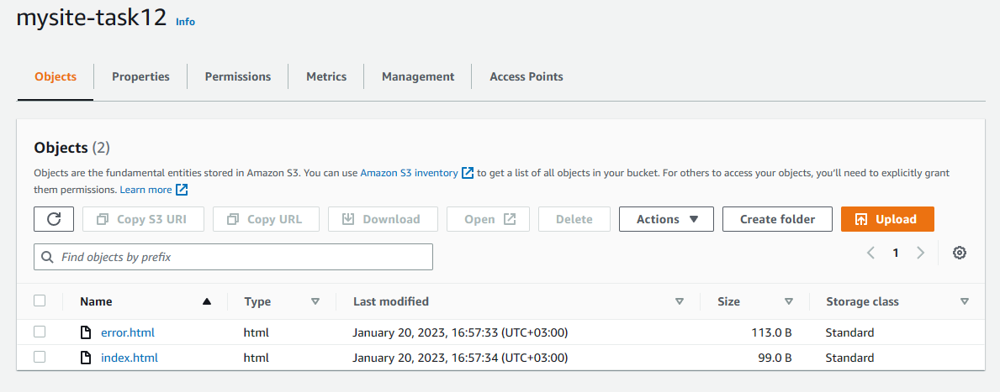 mysite-task12 Info
Objects Properties Permissions Metrics Management Access Points
Objects (2)
Objects are the fundamental entities stored in Amazon S3. You can use Amazon S3 inventory to get a list of all objects in your bucket. For others to access your objects, you'll need to explicitly grant
them permissions. Learn more
Copy S3 URI Copy URL Download Open Delete Actions Create folder Upload
Find objects by prefix 1
Name Type Last modified Size Storage class
error.html html January 20, 2023, 16:57:33 (UTC+03:00) 113.0 B Standard
index.html html January 20, 2023, 16:57:34 (UTC+03:00) 99.0 B Standard